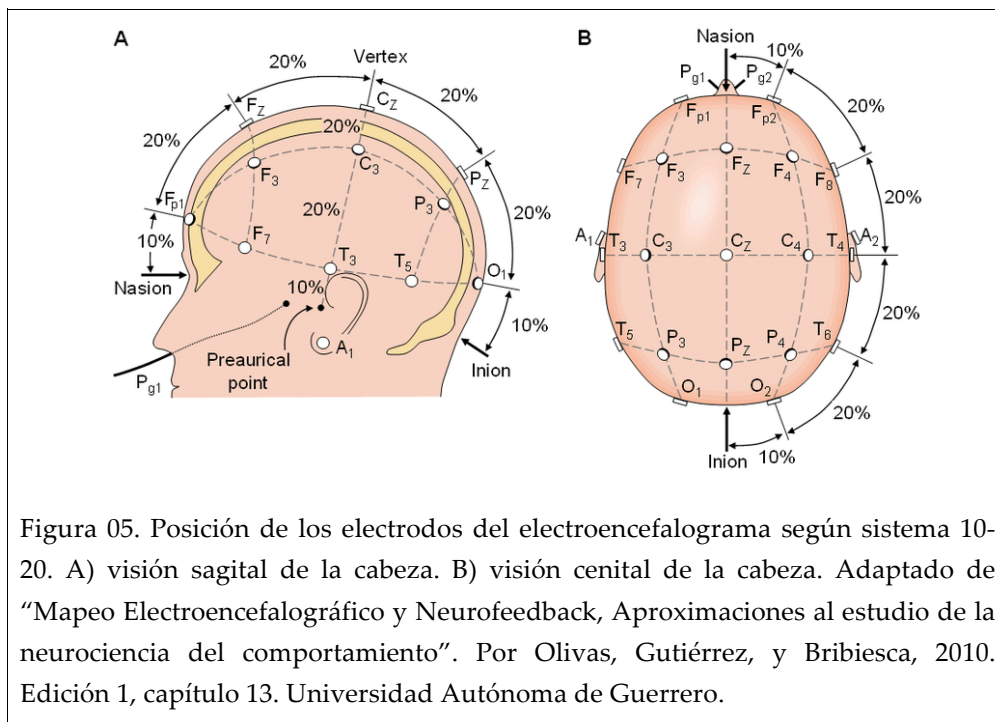 A
B
Vertex
Nasion
20%
10%
Pg1
Pg2
FZ
CZ
20%
Fp1
Fp2
20%
20%
20%
C3
F3
F7
F3
FZ
F4
F8
PZ
Fp1
P3
20%
20%
20%
10%
F7
A1
T3
C3
CZ
C4
T4
A2
T3
T5
O1
Nasion
10%
10%
20%
A1
T5
P3
PZ
P4
T6
Preaurical
point
Inion
Pg1
O1
O2
20%
10%
Inion
Figura 05. Posición de los electrodos del electroencefalograma según sistema 10-
20. A) visión sagital de la cabeza. B) visión cenital de la cabeza. Adaptado de
“Mapeo Electroencefalográfico y Neurofeedback, Aproximaciones al estudio de la
neurociencia del comportamiento”. Por Olivas, Gutiérrez, y Bribiesca, 2010.
Edición 1, capítulo 13. Universidad Autónoma de Guerrero.